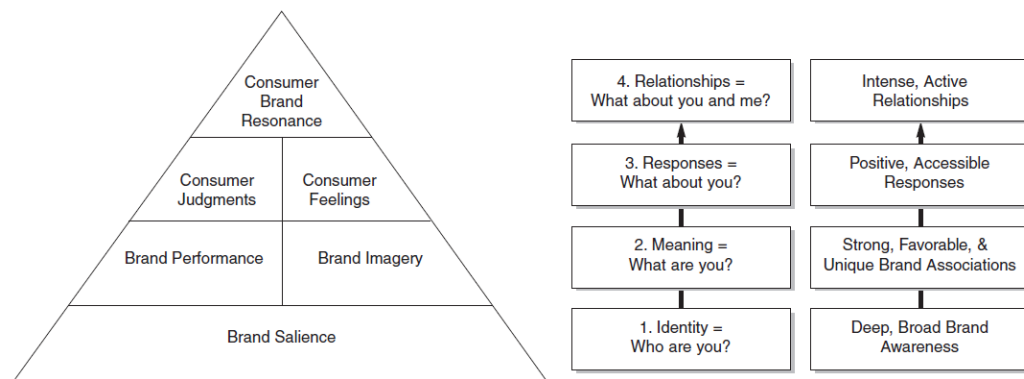 Consumer
Brand
Resonance
Consumer
Judgments
Consumer
Feelings
Brand Performance
Brand Imagery
Brand Salience
4. Relationships =
What about you and me?
3. Responses =
What about you?
2. Meaning =
What are you?
1. Identity =
Who are you?
Intense, Active
Relationships
Positive, Accessible
Responses
Strong, Favorable, &
Unique Brand Associations
Deep, Broad Brand
Awareness